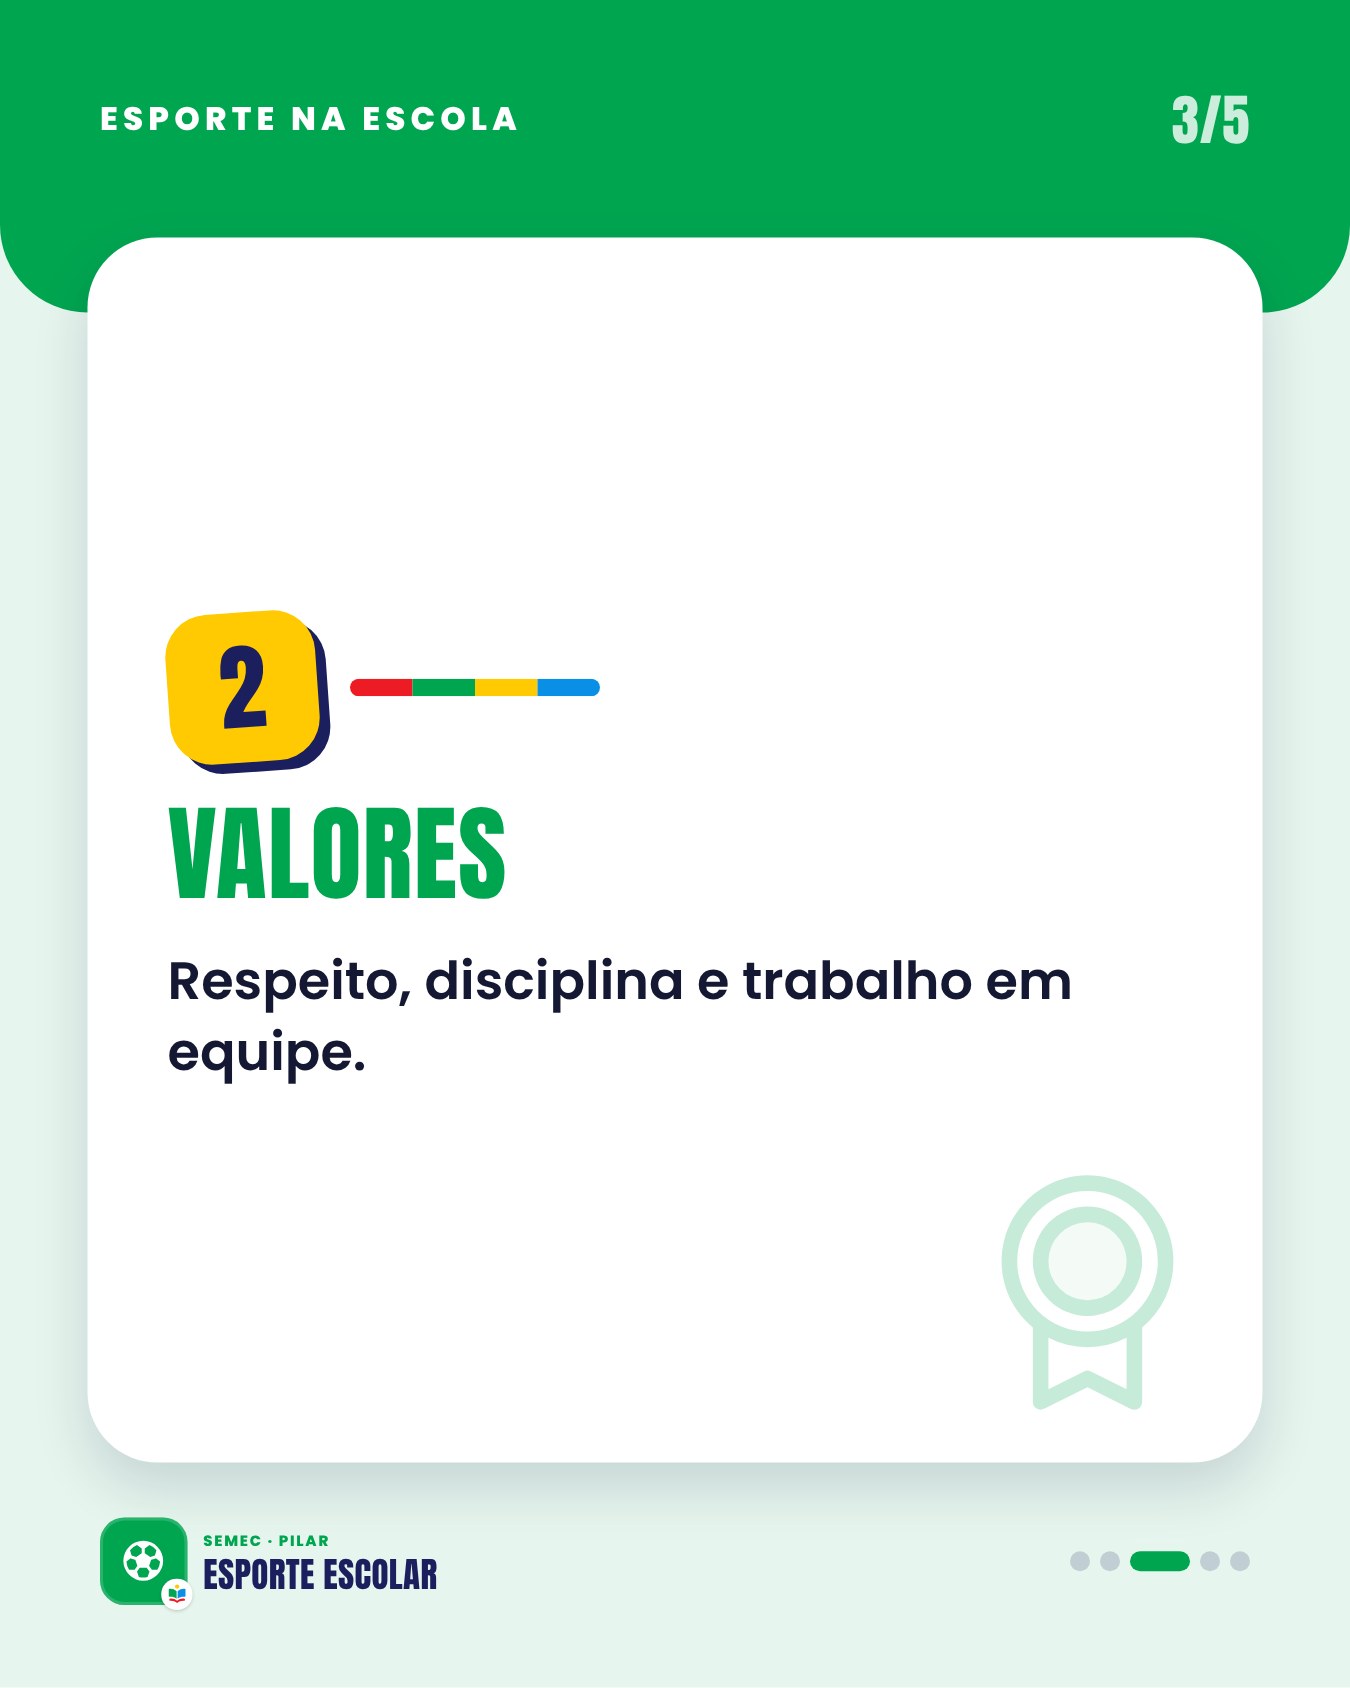 ESPORTE NA ESCOLA
3/5
2
VALORES
Respeito, disciplina e trabalho em
equipe.
SEMEC · PILAR
ESPORTE ESCOLAR